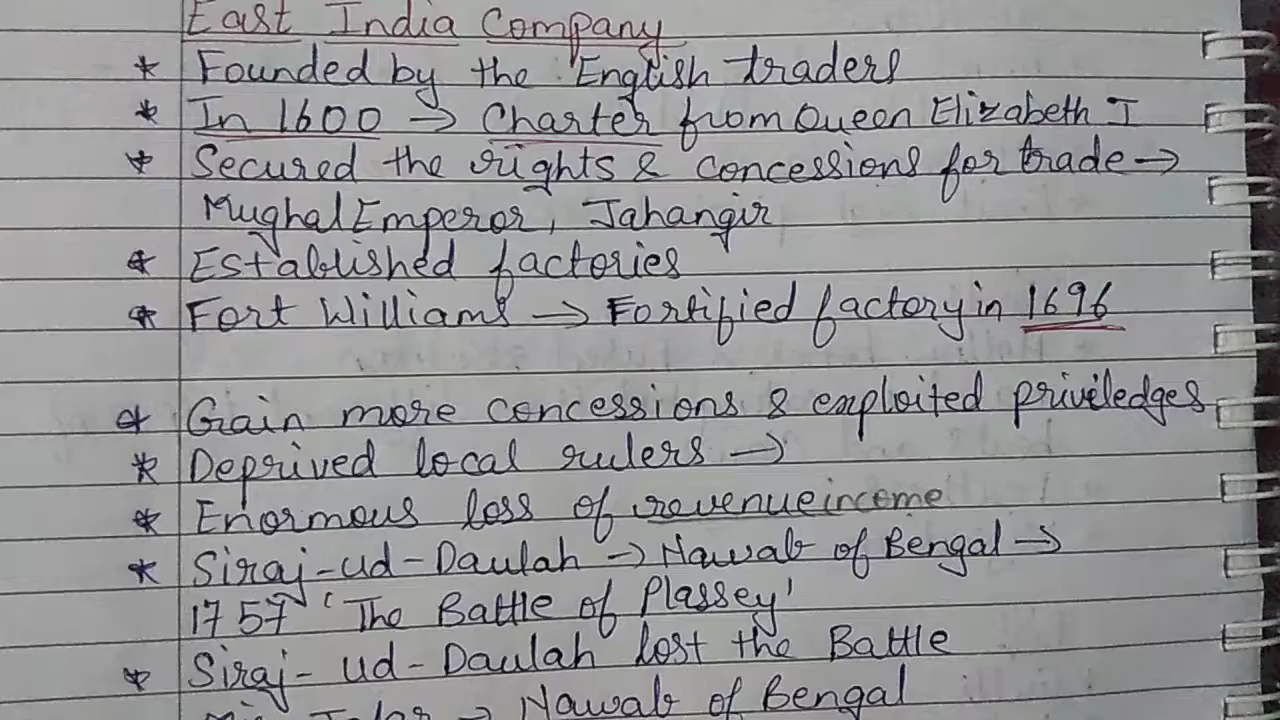 East India Company
* Founded by the English traders
* In 1600 → Charter from Queen Elizabeth I
* Secured the rights & concessions for trade →
Mughal Emperor, Jahangir
* Established factories
* Fort Williams → Fortified factory in 1696
* Gain more concessions & exploited priviledges
* Deprived local rulers →
* Enormous loss of revenue income
* Siraj-ud-Daulah → Nawab of Bengal →
1757 'The Battle of Plassey'
* Siraj-ud-Daulah lost the Battle
→ Nawab of Bengal